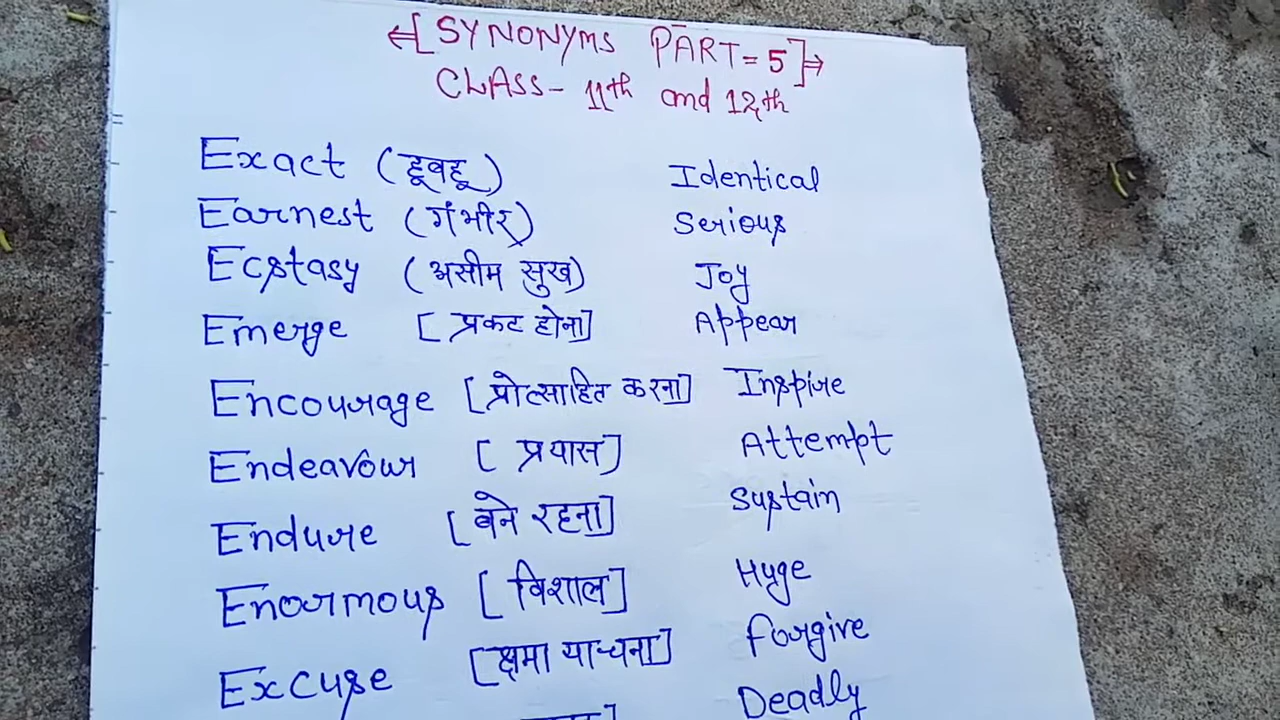 [SYNONYMS PART = 5]
CLASS - 11th and 12th
Exact (हूबहू) Identical
Earnest (गंभीर) Serious
Ecstasy (असीम सुख) Joy
Emerge [प्रकट होना] Appear
Encourage [प्रोत्साहित करना] Inspire
Endeavour [प्रयास] Attempt
Endure [बने रहना] Sustain
Enormous [विशाल] Huge
Excuse [क्षमा याचना] Forgive
Deadly